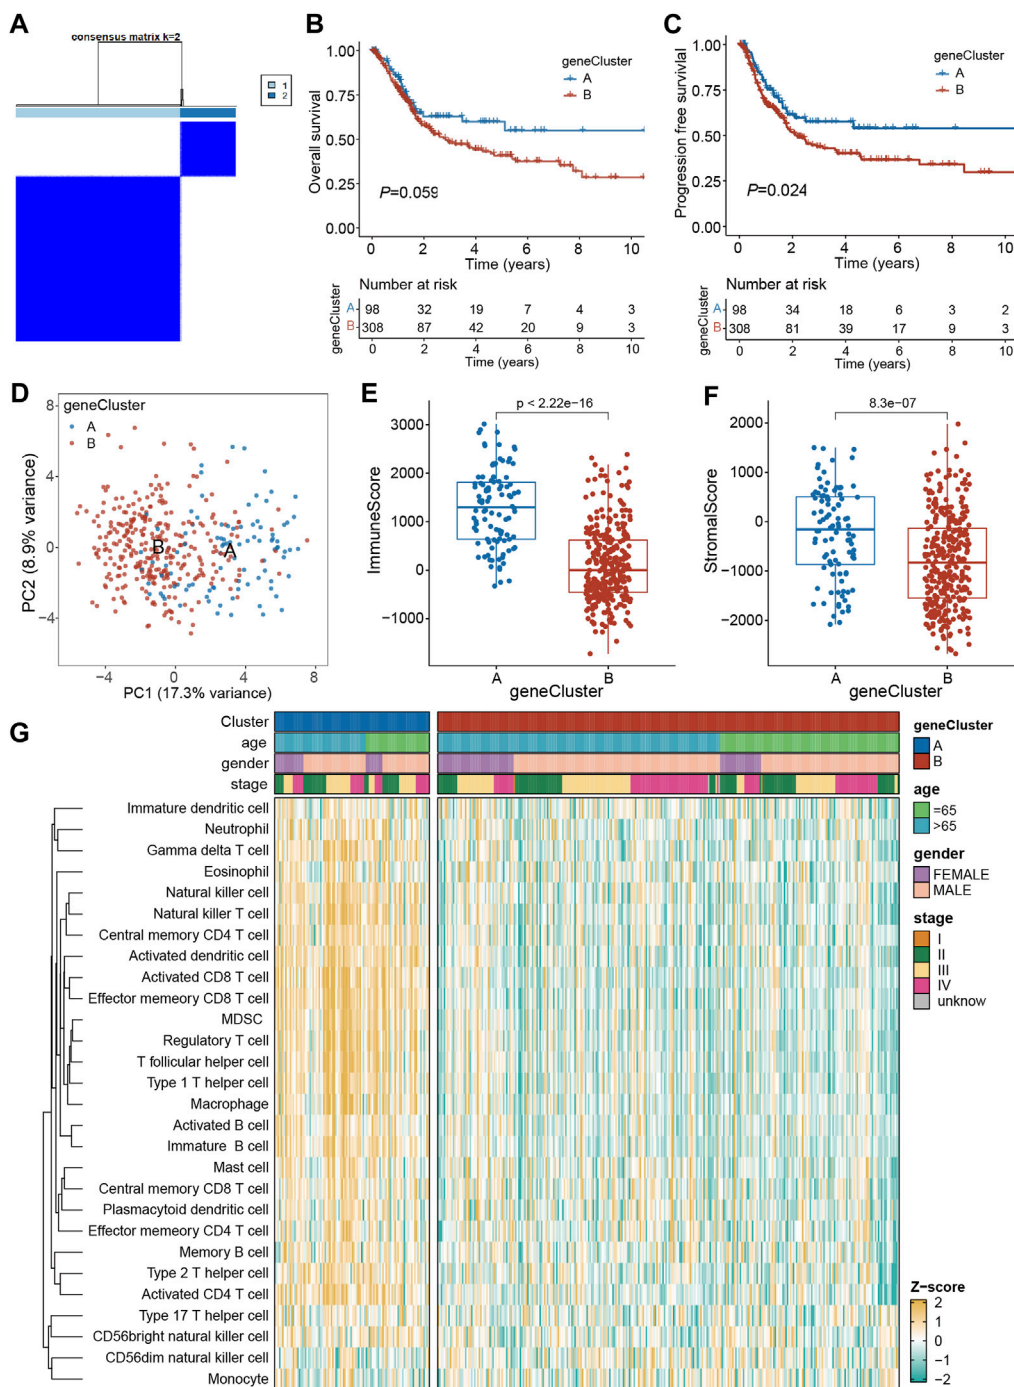 A
consensus matrix k=2
1
2
B
geneCluster
A
B
1.00
0.75
0.50
0.25
0.00
Overall survival
P=0.059
0 2 4 6 8 10
Time (years)
Number at risk
geneCluster
A 98 32 19 7 4 3
B 308 87 42 20 9 3
0 2 4 6 8 10
Time (years)
C
geneCluster
A
B
1.00
0.75
0.50
0.25
0.00
Progression free survivlal
P=0.024
0 2 4 6 8 10
Time (years)
Number at risk
geneCluster
A 98 34 18 6 3 2
B 308 81 39 17 9 3
0 2 4 6 8 10
Time (years)
D
geneCluster
A
B
8
4
0
−4
PC2 (8.9% variance)
B
A
−4 0 4 8
PC1 (17.3% variance)
E
p < 2.22e−16
3000
2000
1000
0
−1000
ImmuneScore
A B
geneCluster
F
8.3e−07
2000
1000
0
−1000
−2000
StromalScore
A B
geneCluster
G
Cluster
age
gender
stage
Immature dendritic cell
Neutrophil
Gamma delta T cell
Eosinophil
Natural killer cell
Natural killer T cell
Central memory CD4 T cell
Activated dendritic cell
Activated CD8 T cell
Effector memeory CD8 T cell
MDSC
Regulatory T cell
T follicular helper cell
Type 1 T helper cell
Macrophage
Activated B cell
Immature B cell
Mast cell
Central memory CD8 T cell
Plasmacytoid dendritic cell
Effector memeory CD4 T cell
Memory B cell
Type 2 T helper cell
Activated CD4 T cell
Type 17 T helper cell
CD56bright natural killer cell
CD56dim natural killer cell
Monocyte
geneCluster
A
B
age
=65
>65
gender
FEMALE
MALE
stage
I
II
III
IV
unknow
Z−score
2
1
0
−1
−2